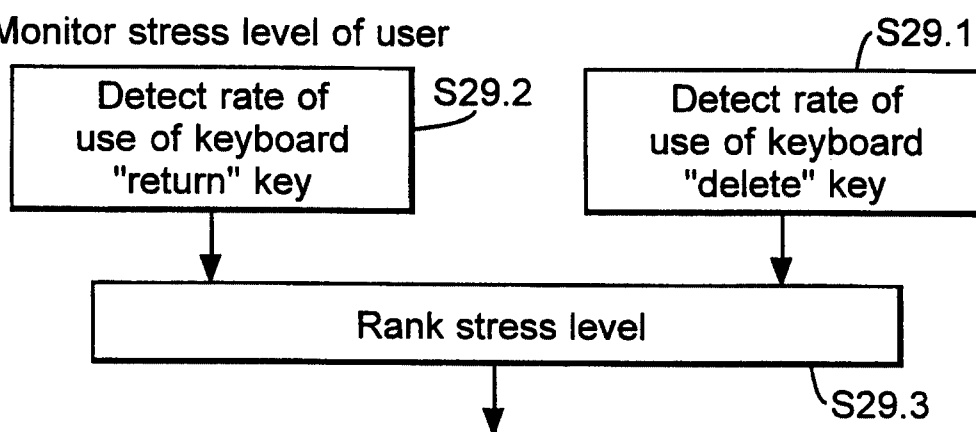 Monitor stress level of user
S29.1
Detect rate of
use of keyboard
"return" key
S29.2
Detect rate of
use of keyboard
"delete" key
Rank stress level
S29.3